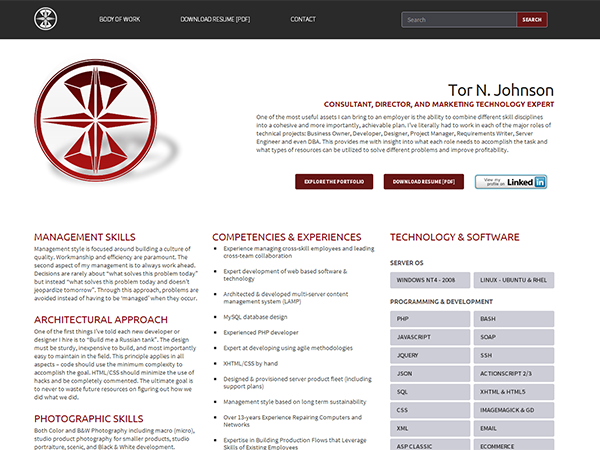 BODY OF WORK
DOWNLOAD RESUME [PDF]
CONTACT
Search
SEARCH
Tor N. Johnson
CONSULTANT, DIRECTOR, AND MARKETING TECHNOLOGY EXPERT
One of the most useful assets I can bring to an employer is the ability to combine different skill disciplines
into a cohesive and more importantly, achievable plan. I've literally had to work in each of the major roles of
technical projects: Business Owner, Developer, Designer, Project Manager, Requirements Writer, Server
Engineer and even DBA. This provides me with insight into what each role needs to accomplish the task and
what types of resources can be utilized to solve different problems and improve profitability.
EXPLORE THE PORTFOLIO
DOWNLOAD RESUME [PDF]
View my
profile on
Linked in
MANAGEMENT SKILLS
Management style is focused around building a culture of
quality. Workmanship and efficiency are paramount. The
second aspect of my management is to always work ahead.
Decisions are rarely about "what solves this problem today"
but instead "what solves this problem today and doesn't
jeopardize tomorrow". Through this approach, problems are
avoided instead of having to be 'managed' when they occur.
ARCHITECTURAL APPROACH
One of the first things I've told each new developer or
designer I hire is to "Build me a Russian tank". The design
must be sturdy, inexpensive to build, and most importantly
easy to maintain in the field. This principle applies in all
aspects – code should use the minimum complexity to
accomplish the goal. HTML/CSS should minimize the use of
hacks and be completely commented. The ultimate goal is
to never to waste future resources on figuring out how we
did what we did.
PHOTOGRAPHIC SKILLS
Both Color and B&W Photography including macro (micro),
studio product photography for smaller products, studio
portraiture, scenic, and Black & White development.
COMPETENCIES & EXPERIENCES
Experience managing cross-skill employees and leading
cross-team collaboration
Expert development of web based software &
technology
Architected & developed multi-server content
management system (LAMP)
MySQL database design
Experienced PHP developer
Expert at developing using agile methodologies
XHTML/CSS by hand
Designed & provisioned server product fleet (including
support plans)
Management style based on long term sustainability.
Over 13-years Experience Repairing Computers and
Networks
Expertise in Building Production Flows that Leverage
Skills of Existing Employees
TECHNOLOGY & SOFTWARE
SERVER OS
WINDOWS NT4 - 2008
LINUX - UBUNTU & RHEL
PROGRAMMING & DEVELOPMENT
PHP
BASH
JAVASCRIPT
SOAP
JQUERY
SSH
JSON
ACTIONSCRIPT 2/3
SQL
XHTML & HTML5
CSS
IMAGEMAGICK & GD
XML
EMAIL
ASP CLASSIC
ECOMMERCE